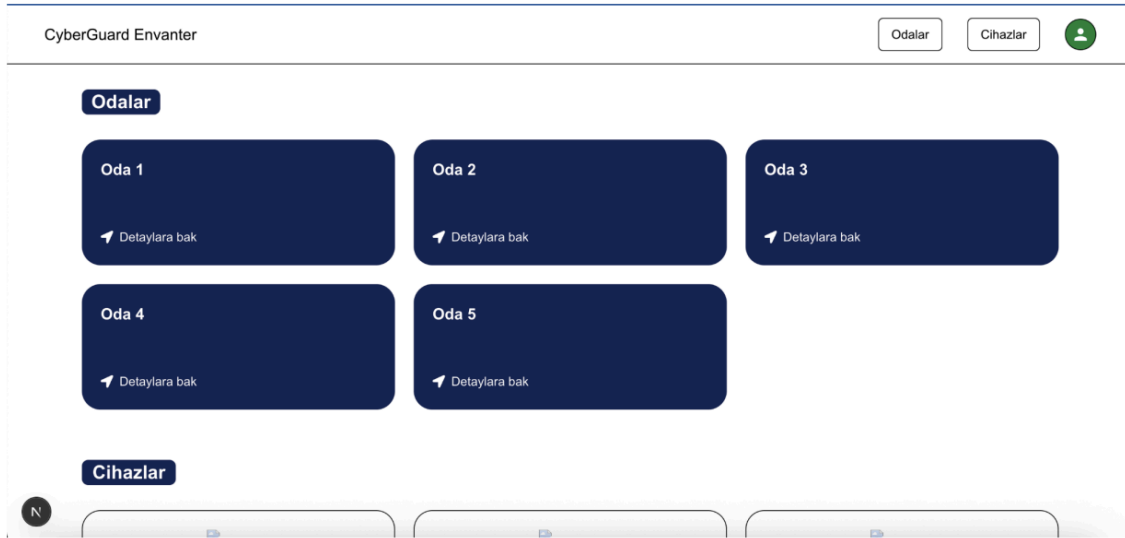 CyberGuard Envanter
Odalar
Cihazlar
Odalar
Oda 1
Oda 2
Oda 3
Detaylara bak
Detaylara bak
Detaylara bak
Oda 4
Oda 5
Detaylara bak
Detaylara bak
Cihazlar
N